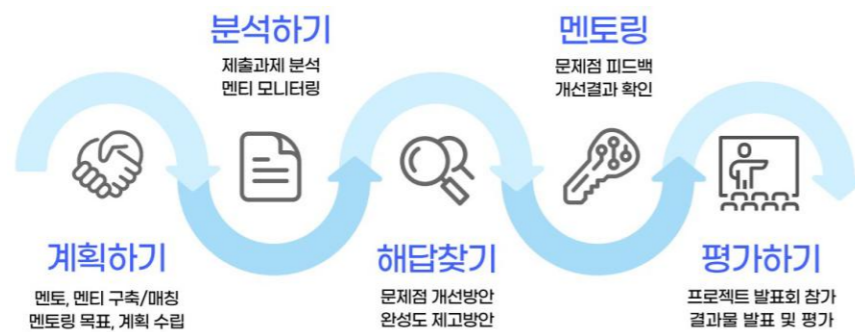 분석하기
제출과제 분석
멘티 모니터링
멘토링
문제점 피드백
개선결과 확인
계획하기
멘토, 멘티 구축/매칭
멘토링 목표, 계획 수립
해답찾기
문제점 개선방안
완성도 제고방안
평가하기
프로젝트 발표회 참가
결과물 발표 및 평가